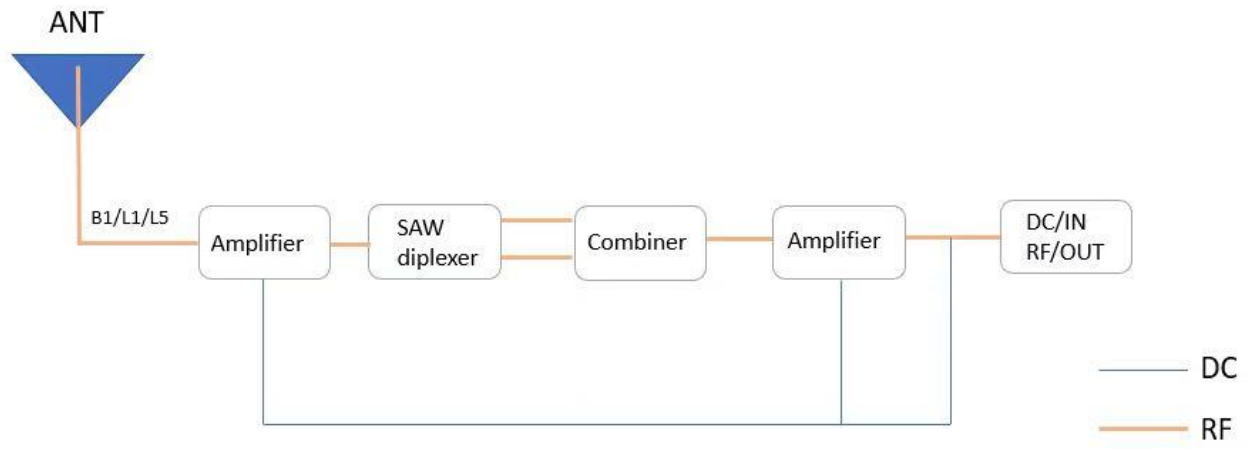 ANT
B1/L1/L5
Amplifier
SAW
diplexer
Combiner
Amplifier
DC/IN
RF/OUT
DC
RF